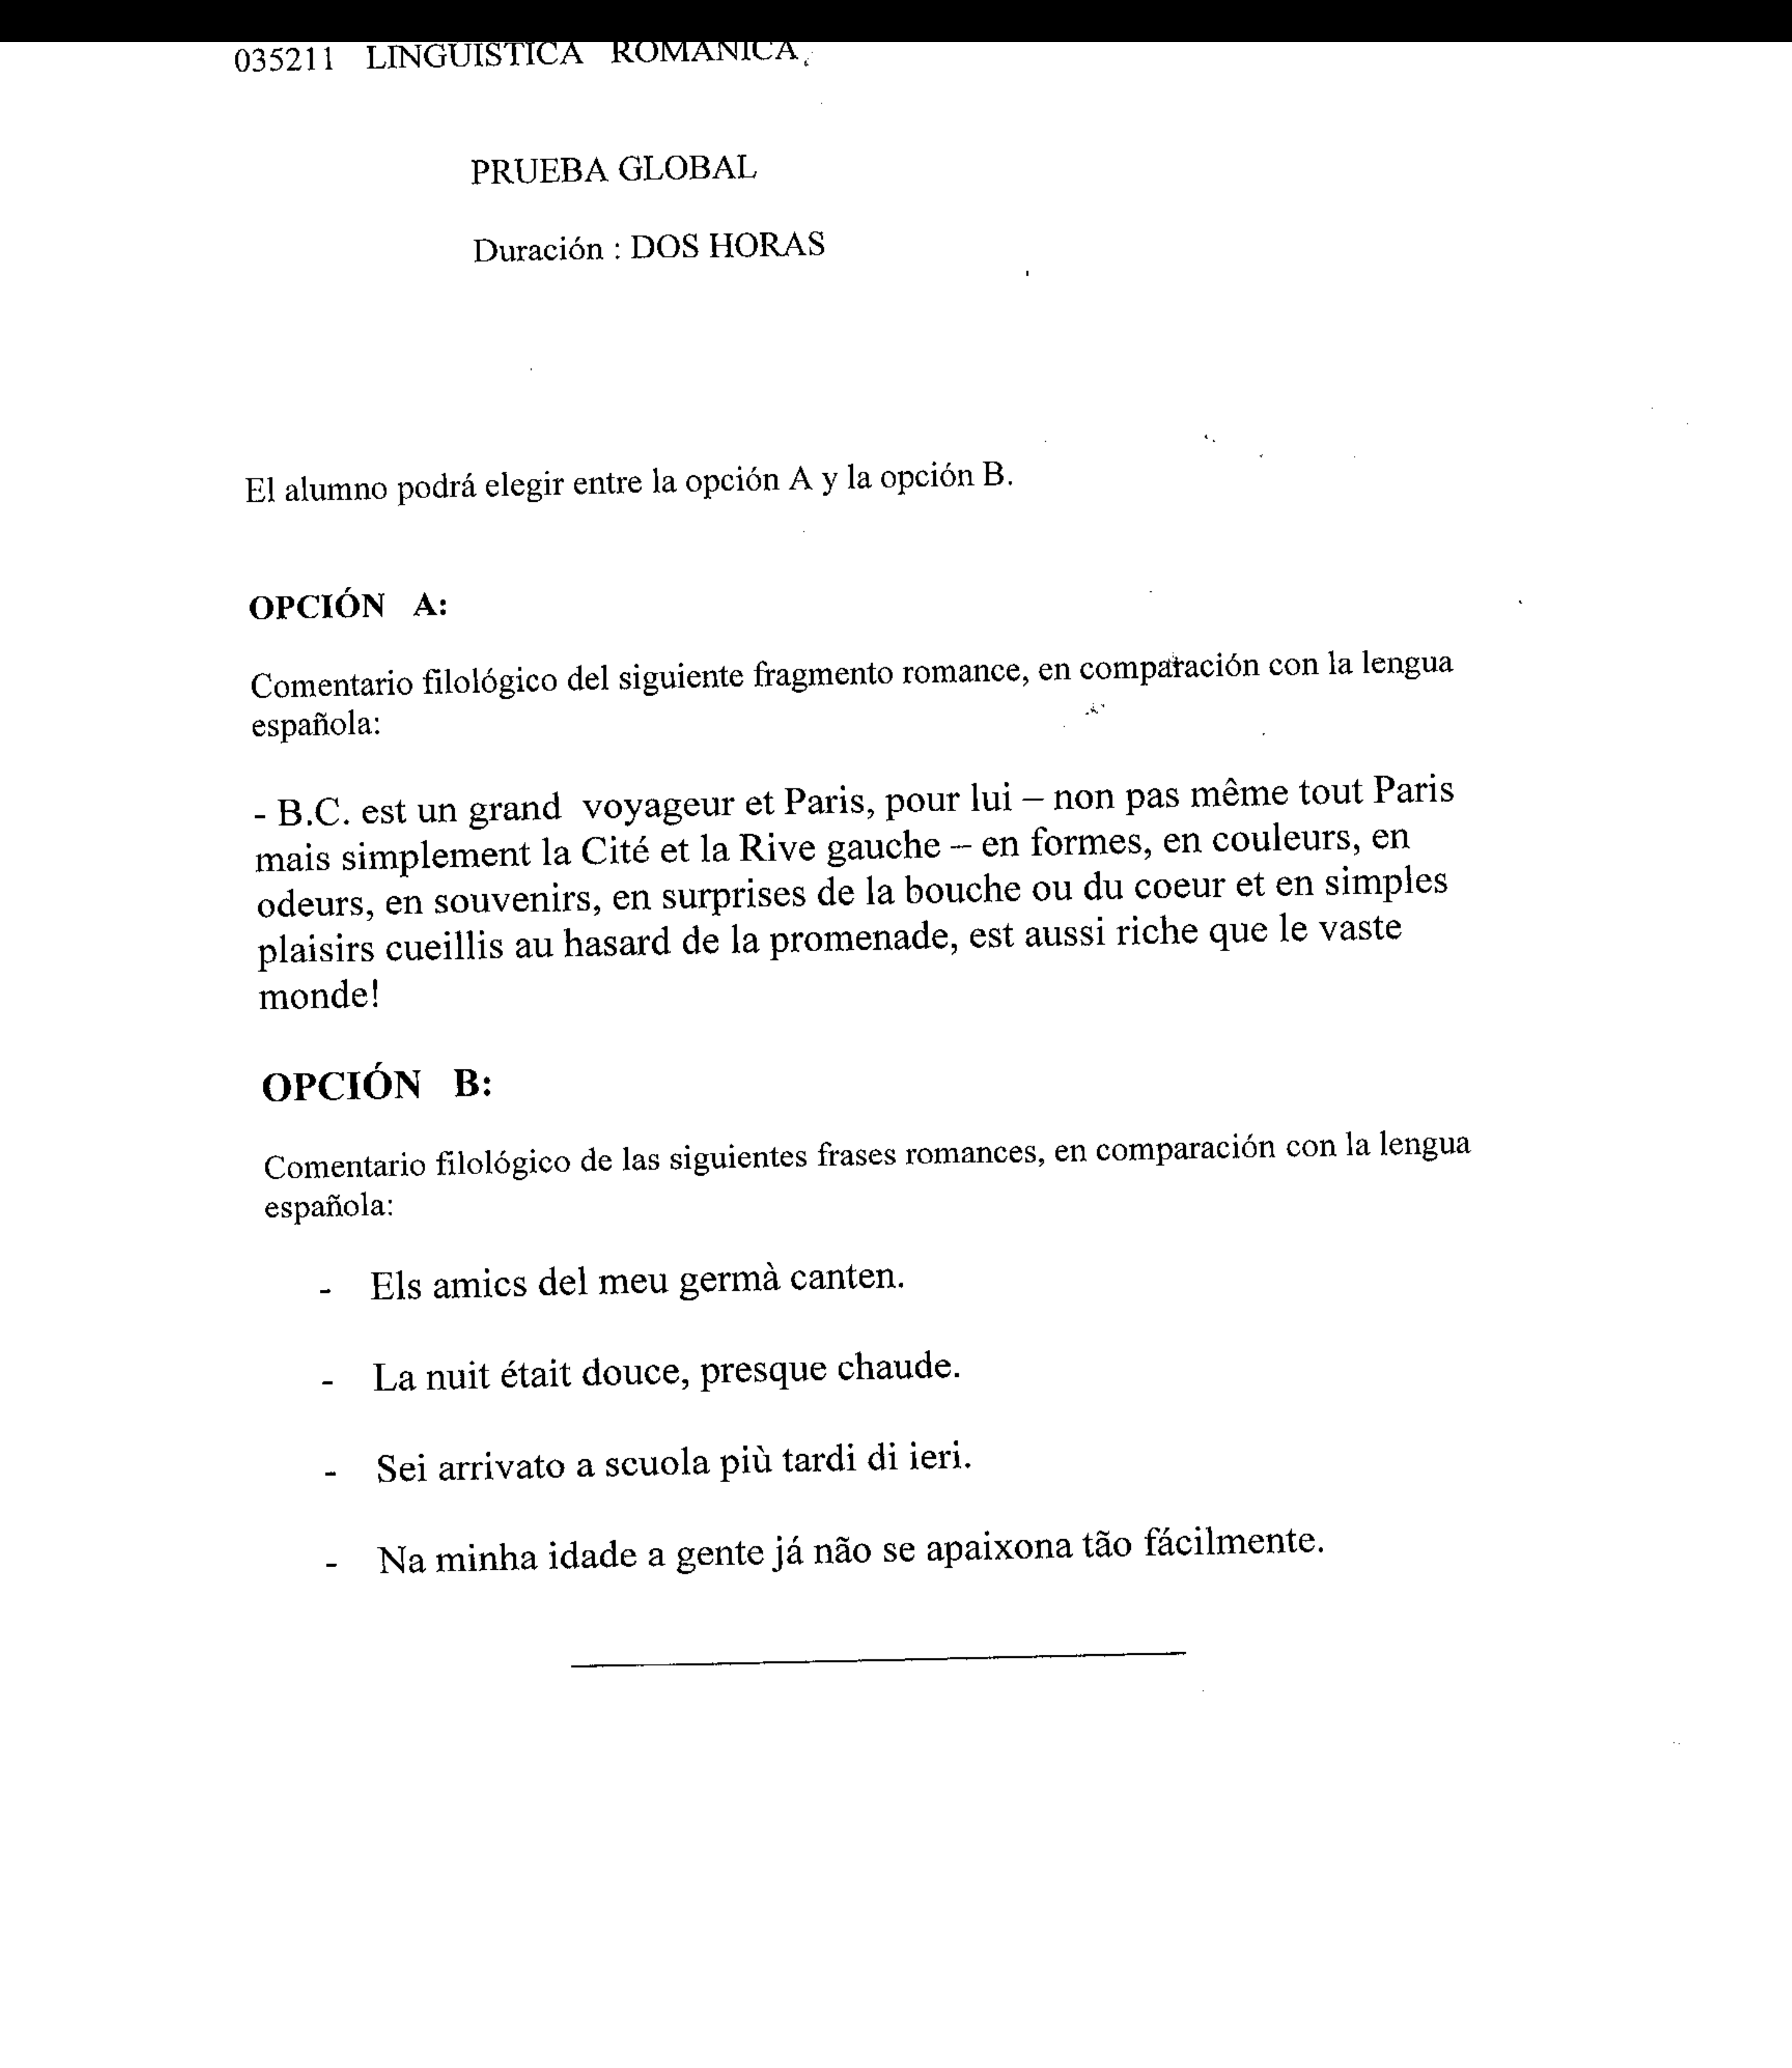 035211 LINGUISTICA ROMANICA
PRUEBA GLOBAL
Duración : DOS HORAS
El alumno podrá elegir entre la opción A y la opción B.
OPCIÓN A:
Comentario filológico del siguiente fragmento romance, en comparación con la lengua
española:
- B.C. est un grand voyageur et Paris, pour lui – non pas même tout Paris
mais simplement la Cité et la Rive gauche – en formes, en couleurs, en
odeurs, en souvenirs, en surprises de la bouche ou du coeur et en simples
plaisirs cueillis au hasard de la promenade, est aussi riche que le vaste
monde!
OPCIÓN B:
Comentario filológico de las siguientes frases romances, en comparación con la lengua
española:
- Els amics del meu germà canten.
- La nuit était douce, presque chaude.
- Sei arrivato a scuola più tardi di ieri.
- Na minha idade a gente já não se apaixona tão fácilmente.